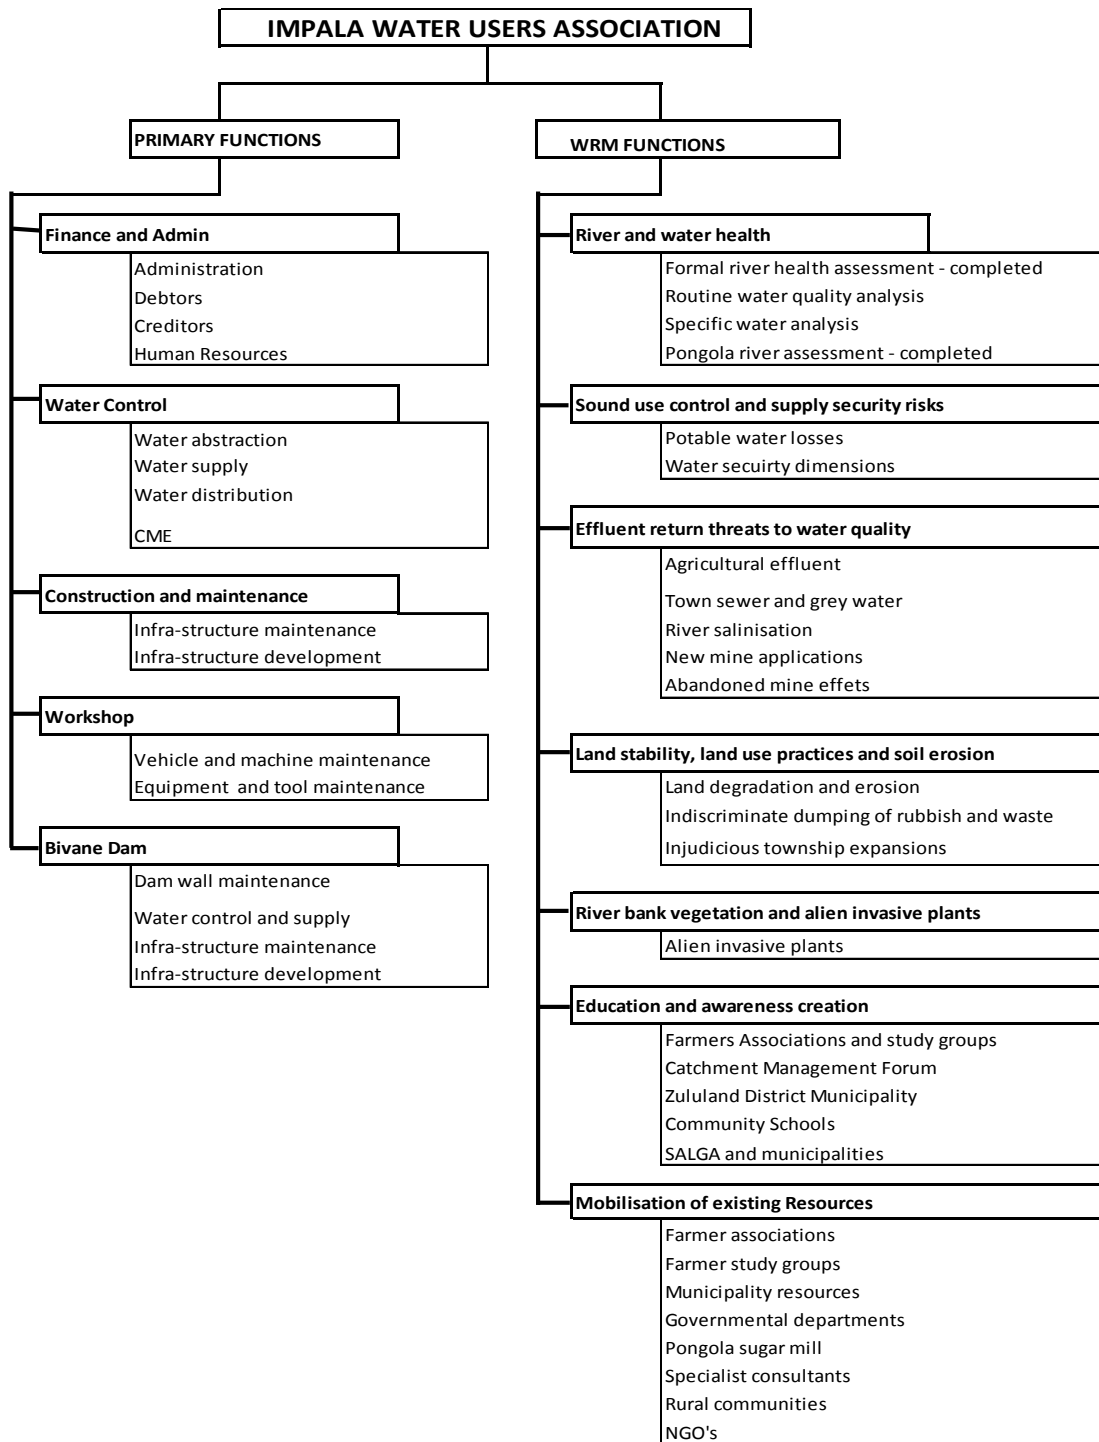 IMPALA WATER USERS ASSOCIATION
PRIMARY FUNCTIONS
Finance and Admin
Administration
Debtors
Creditors
Human Resources
Water Control
Water abstraction
Water supply
Water distribution
CME
Construction and maintenance
Infra-structure maintenance
Infra-structure development
Workshop
Vehicle and machine maintenance
Equipment and tool maintenance
Bivane Dam
Dam wall maintenance
Water control and supply
Infra-structure maintenance
Infra-structure development
WRM FUNCTIONS
River and water health
Formal river health assessment - completed
Routine water quality analysis
Specific water analysis
Pongola river assessment - completed
Sound use control and supply security risks
Potable water losses
Water secuirty dimensions
Effluent return threats to water quality
Agricultural effluent
Town sewer and grey water
River salinisation
New mine applications
Abandoned mine effets
Land stability, land use practices and soil erosion
Land degradation and erosion
Indiscriminate dumping of rubbish and waste
Injudicious township expansions
River bank vegetation and alien invasive plants
Alien invasive plants
Education and awareness creation
Farmers Associations and study groups
Catchment Management Forum
Zululand District Municipality
Community Schools
SALGA and municipalities
Mobilisation of existing Resources
Farmer associations
Farmer study groups
Municipality resources
Governmental departments
Pongola sugar mill
Specialist consultants
Rural communities
NGO's